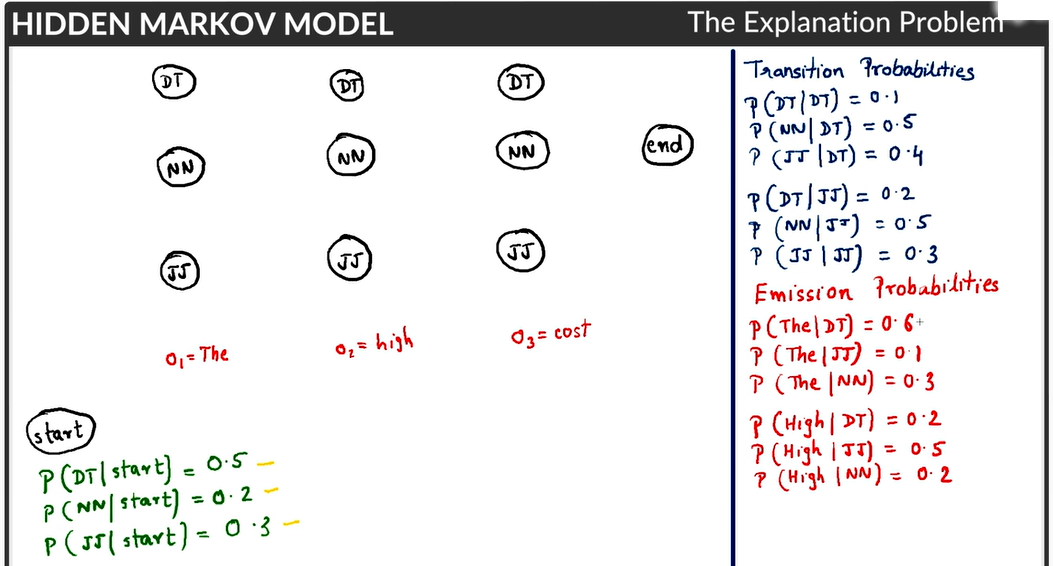 HIDDEN MARKOV MODEL
The Explanation Problem
DT DT DT
NN NN NN end
JJ JJ JJ
O1 = The O2 = high O3 = cost
start
P(DT|start) = 0.5 –
P(NN|start) = 0.2 –
P(JJ|start) = 0.3 –
Transition Probabilities
P(DT|DT) = 0.1
P(NN|DT) = 0.5
P(JJ|DT) = 0.4
P(DT|JJ) = 0.2
P(NN|JJ) = 0.5
P(JJ|JJ) = 0.3
Emission Probabilities
P(The|DT) = 0.6
P(The|JJ) = 0.1
P(The|NN) = 0.3
P(High|DT) = 0.2
P(High|JJ) = 0.5
P(High|NN) = 0.2